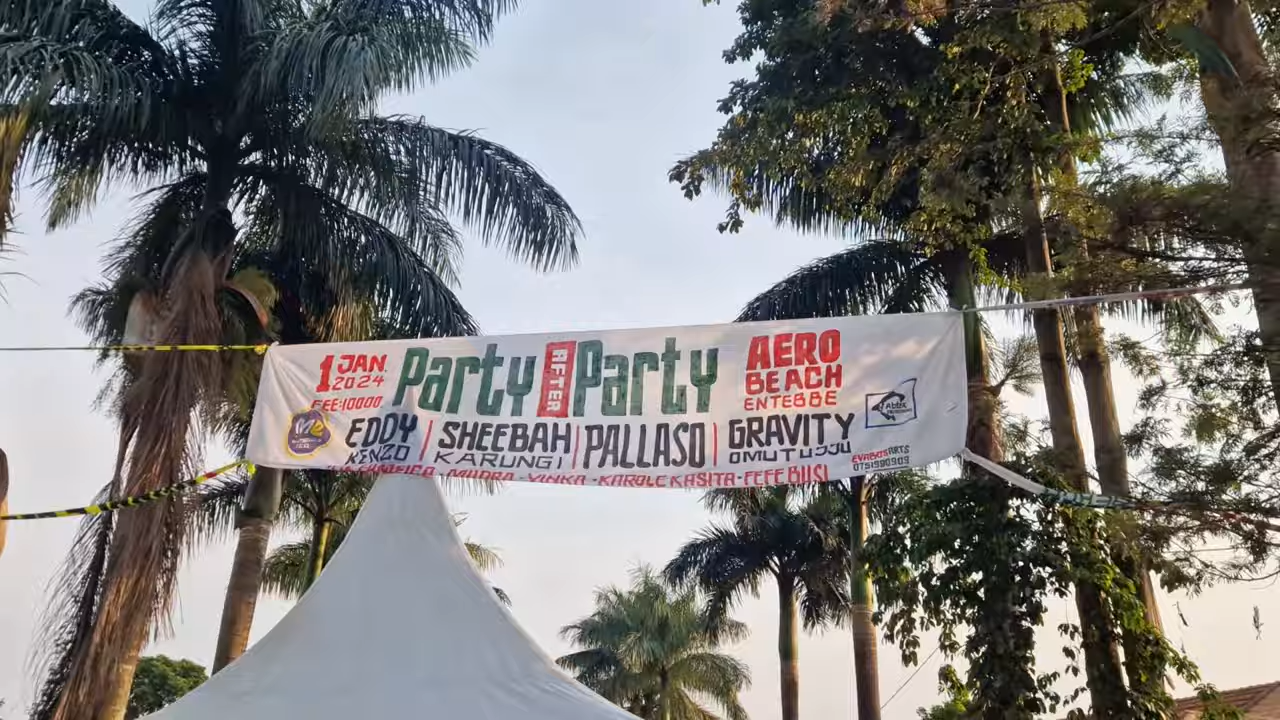 1 JAN 2024
FEE: 10000
Party AFTER Party
AERO
BEACH
ENTEBBE
EDDY KENZO | SHEEBAH KARUNGI | PALLASO | GRAVITY OMUTUJJU
MUDRA - VINKA - KAROLE KASITA - FEFE BUSI
ARTS